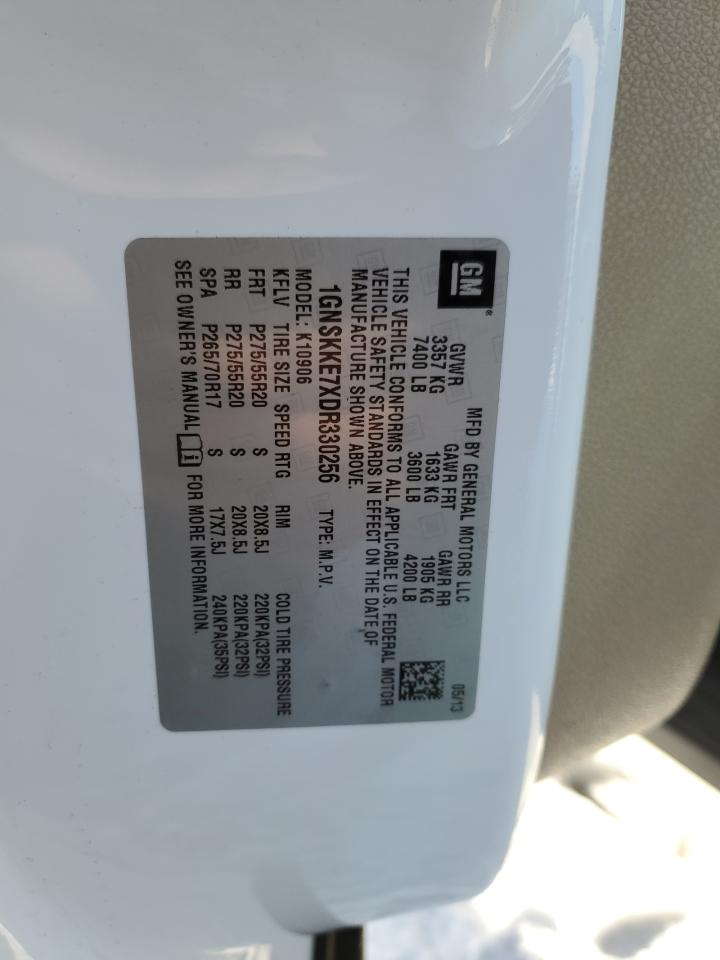 GM®
MFD BY GENERAL MOTORS LLC 05/13
GVWR GAWR FRT GAWR RR
3357 KG 1633 KG 1905 KG
7400 LB 3600 LB 4200 LB
THIS VEHICLE CONFORMS TO ALL APPLICABLE U.S. FEDERAL MOTOR
VEHICLE SAFETY STANDARDS IN EFFECT ON THE DATE OF
MANUFACTURE SHOWN ABOVE.
1GNSKKE7XDR330256 TYPE: M.P.V.
MODEL: K10906
KFLV TIRE SIZE SPEED RTG RIM COLD TIRE PRESSURE
FRT P275/55R20 S 20X8.5J 220KPA(32PSI)
RR P275/55R20 S 20X8.5J 220KPA(32PSI)
SPA P265/70R17 S 17X7.5J 240KPA(35PSI)
SEE OWNER'S MANUAL i FOR MORE INFORMATION.